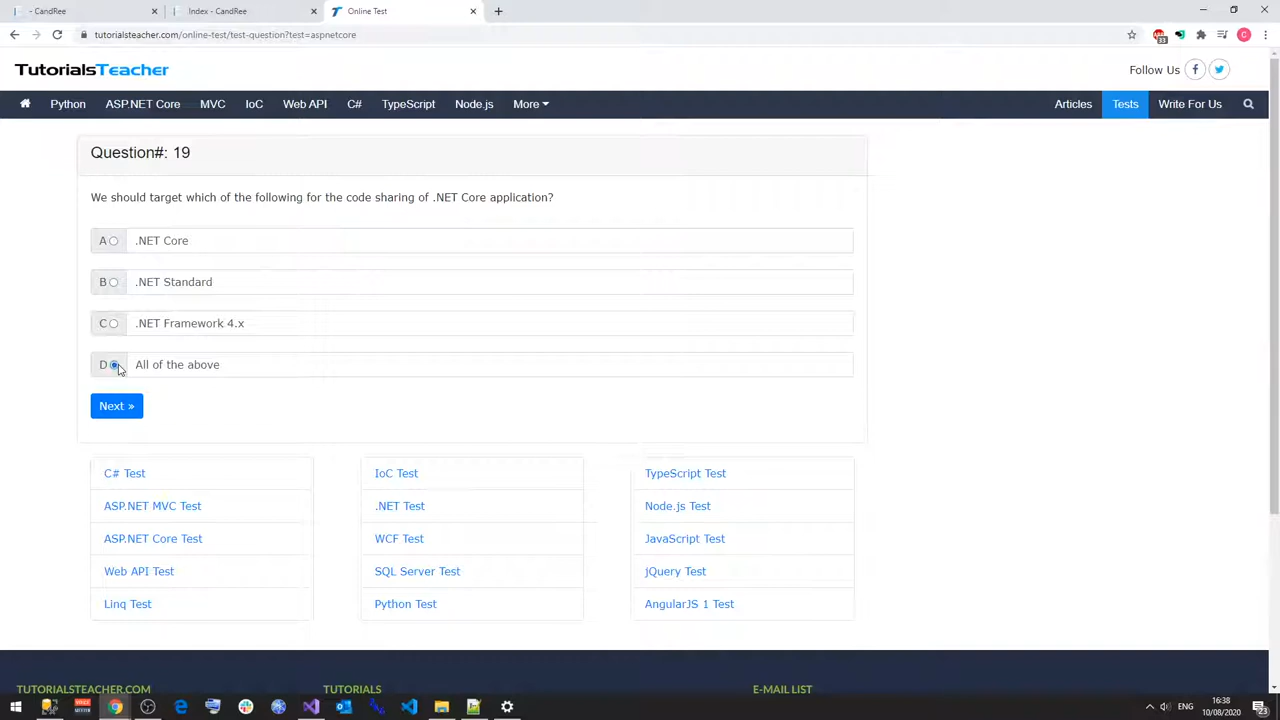 - CandRee
Index - CandRee
Online Test
tutorialsteacher.com/online-test/test-question?test=aspnetcore
33
C
TutorialsTeacher
Follow Us
Python
ASP.NET Core
MVC
IoC
Web API
C#
TypeScript
Node.js
More
Articles
Tests
Write For Us
Question#: 19
We should target which of the following for the code sharing of .NET Core application?
A .NET Core
B .NET Standard
C .NET Framework 4.x
D All of the above
Next »
C# Test
IoC Test
TypeScript Test
ASP.NET MVC Test
.NET Test
Node.js Test
ASP.NET Core Test
WCF Test
JavaScript Test
Web API Test
SQL Server Test
jQuery Test
Linq Test
Python Test
AngularJS 1 Test
TUTORIALSTEACHER.COM
TUTORIALS
E-MAIL LIST
ENG
16:38
10/08/2020
23